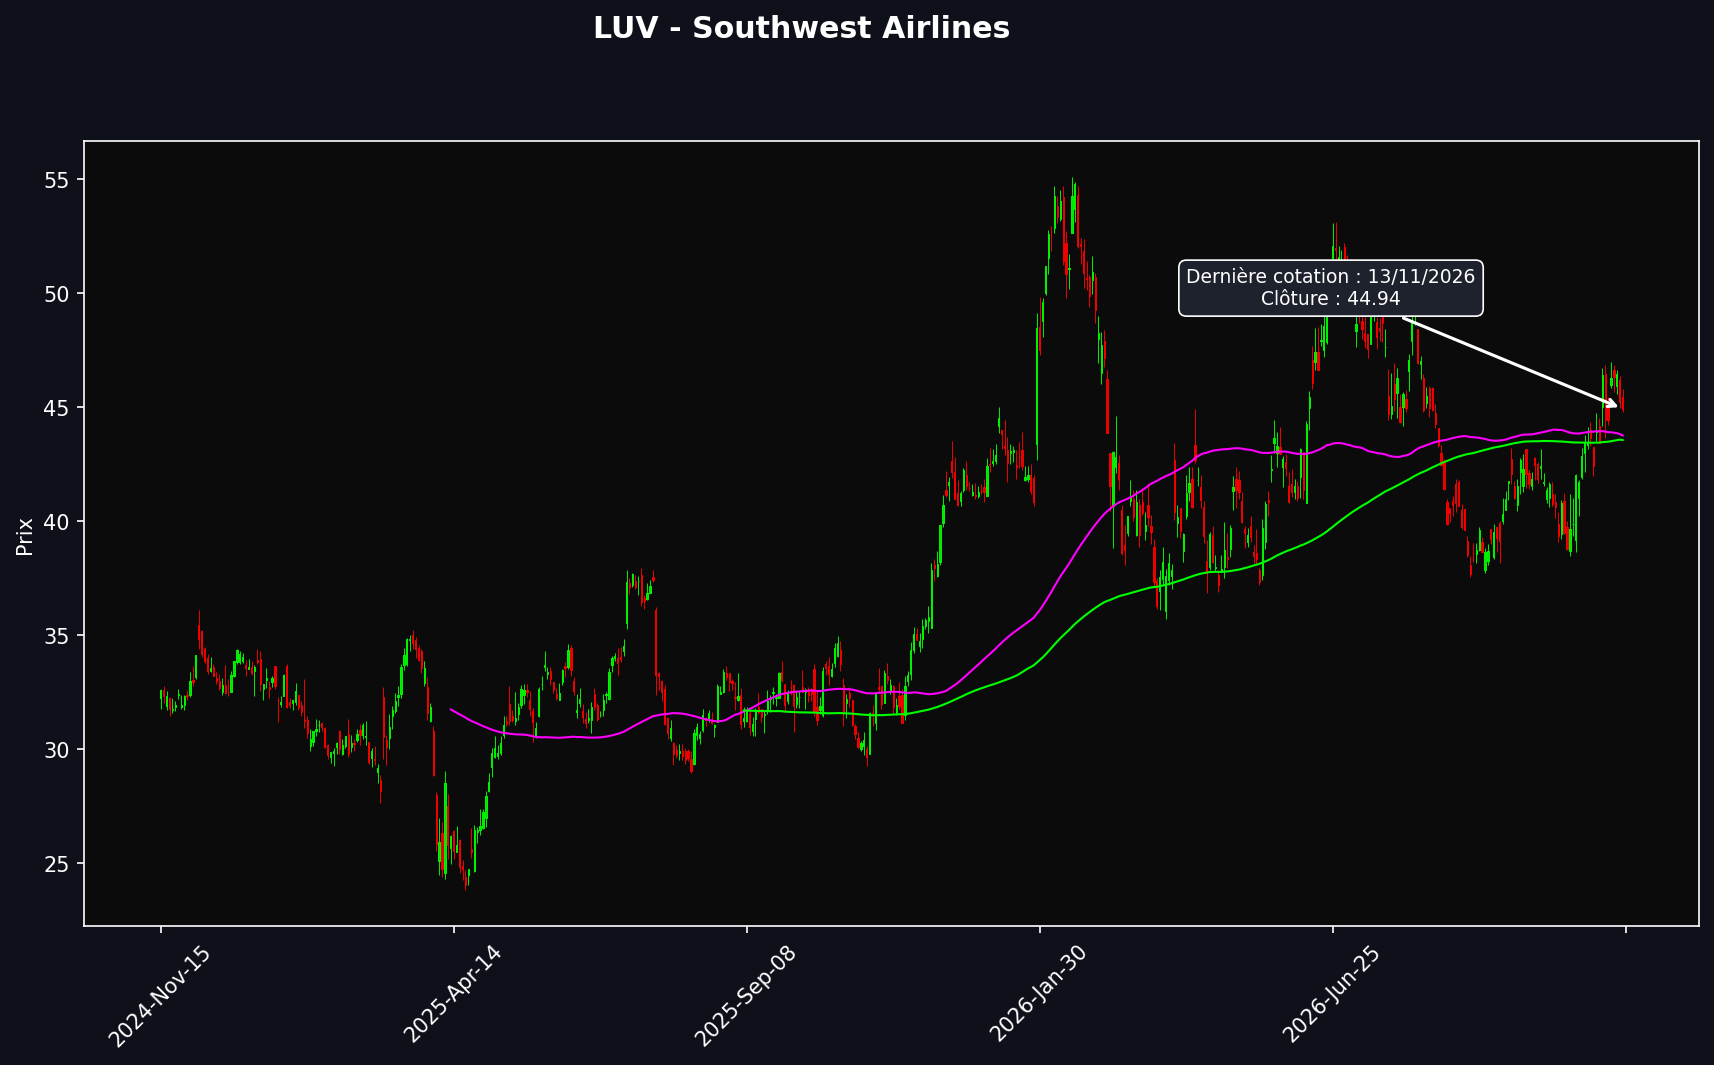 LUV - Southwest Airlines
55
50
45
40
35
30
25
Prix
Dernière cotation : 13/11/2026
Clôture : 44.94
2024-Nov-15
2025-Apr-14
2025-Sep-08
2026-Jan-30
2026-Jun-25